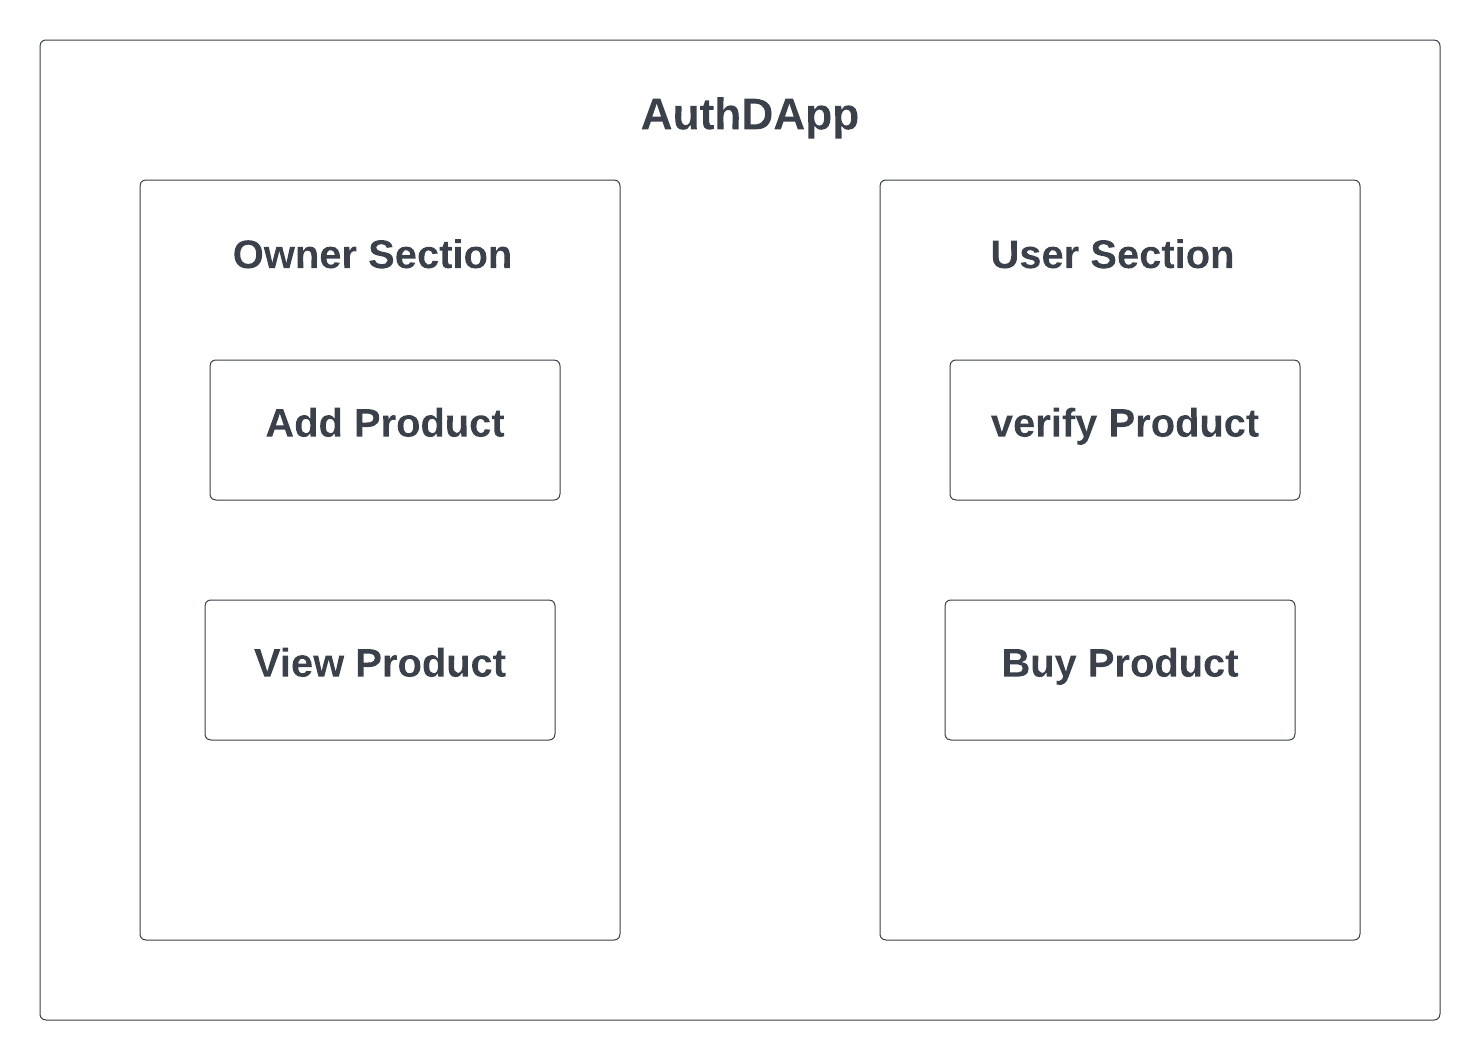 AuthDApp
Owner Section
Add Product
View Product
User Section
verify Product
Buy Product